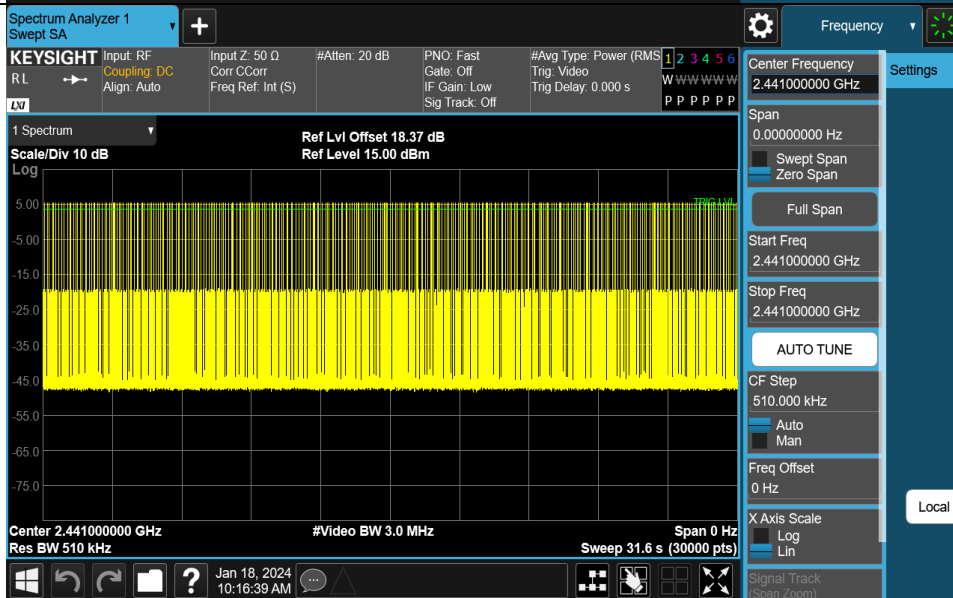 Spectrum Analyzer 1
Swept SA
+
Frequency
KEYSIGHT
R L
LXI
Input: RF
Coupling: DC
Align: Auto
Input Z: 50 Ω
Corr CCorr
Freq Ref: Int (S)
#Atten: 20 dB
PNO: Fast
Gate: Off
IF Gain: Low
Sig Track: Off
#Avg Type: Power (RMS
Trig: Video
Trig Delay: 0.000 s
1 2 3 4 5 6
W W W W W W
P P P P P P
Center Frequency
2.441000000 GHz
Settings
Span
0.00000000 Hz
Swept Span
Zero Span
Full Span
Start Freq
2.441000000 GHz
Stop Freq
2.441000000 GHz
AUTO TUNE
CF Step
510.000 kHz
Auto
Man
Freq Offset
0 Hz
Local
X Axis Scale
Log
Lin
Signal Track
(Span Zoom)
1 Spectrum
Scale/Div 10 dB
Log
Ref Lvl Offset 18.37 dB
Ref Level 15.00 dBm
TRIG LVL
5.00
-5.00
-15.0
-25.0
-35.0
-45.0
-55.0
-65.0
-75.0
Center 2.441000000 GHz
#Video BW 3.0 MHz
Span 0 Hz
Res BW 510 kHz
Sweep 31.6 s (30000 pts)
?
Jan 18, 2024
10:16:39 AM